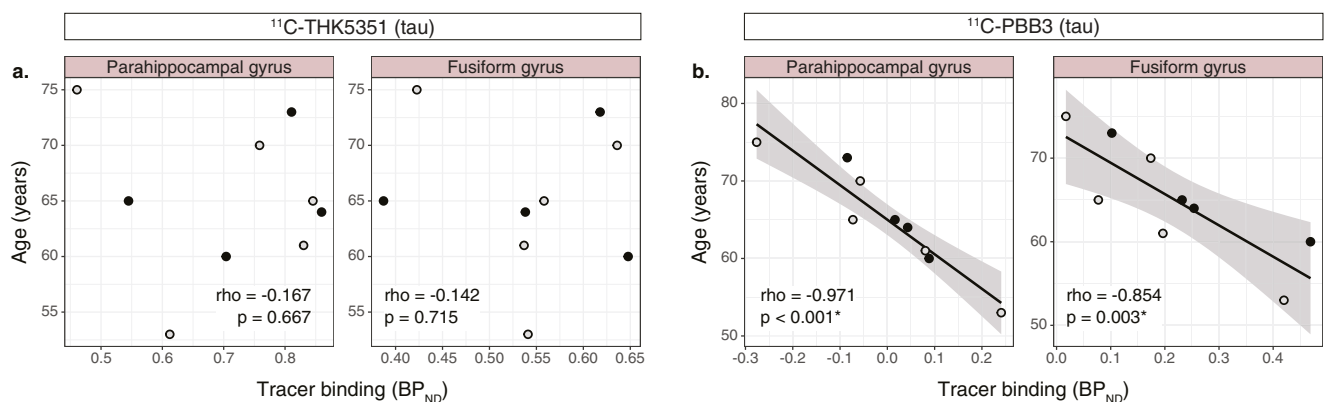 ¹¹C-THK5351 (tau)
¹¹C-PBB3 (tau)
a.
Parahippocampal gyrus
Fusiform gyrus
b.
Parahippocampal gyrus
Fusiform gyrus
Age (years)
75
70
65
60
55
rho = -0.167
p = 0.667
0.5
0.6
0.7
0.8
rho = -0.142
p = 0.715
75
70
65
60
55
0.40
0.45
0.50
0.55
0.60
0.65
Tracer binding (BP_ND)
Age (years)
80
70
60
50
rho = -0.971
p < 0.001*
-0.3
-0.2
-0.1
0.0
0.1
0.2
70
60
50
rho = -0.854
p = 0.003*
0.0
0.1
0.2
0.3
0.4
Tracer binding (BP_ND)